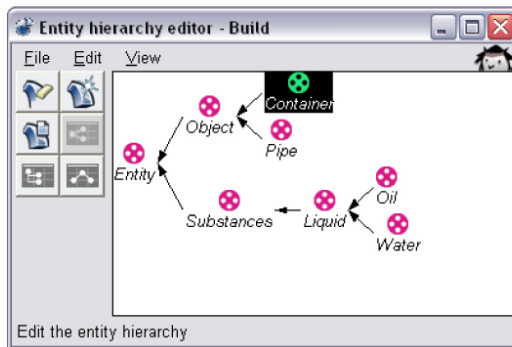 Entity hierarchy editor - Build
File Edit View
Container
Object
Pipe
Entity
Oil
Substances Liquid
Water
Edit the entity hierarchy